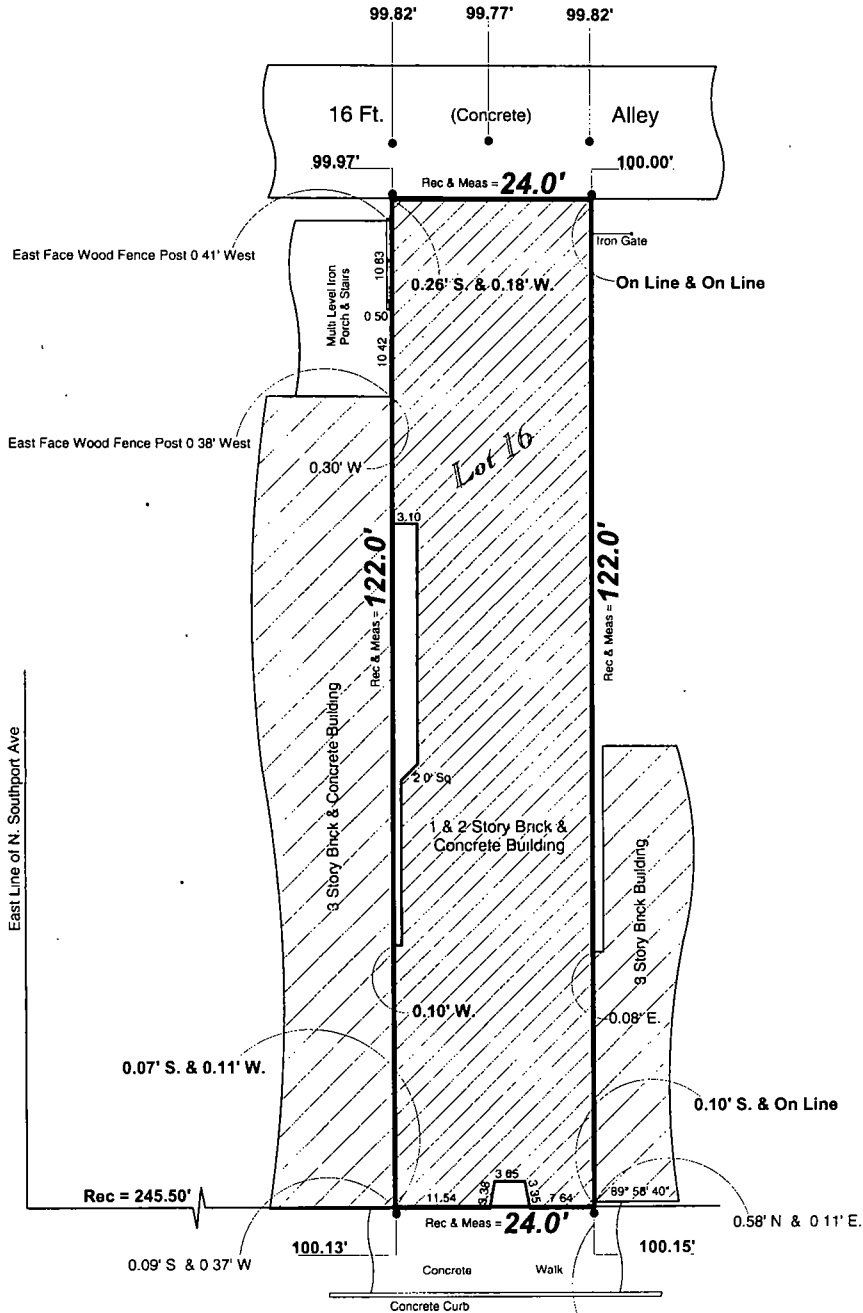 99.82' 99.77' 99.82'
16 Ft. (Concrete) Alley
99.97' 100.00'
Rec & Meas = 24.0'
East Face Wood Fence Post 0 41' West
Iron Gate
10 83
0.26' S. & 0.18' W.
On Line & On Line
Multi Level Iron
Porch & Stairs
0 50
10 42
Lot 16
East Face Wood Fence Post 0 38' West
0.30' W
3.10
Rec & Meas = 122.0'
Rec & Meas = 122.0'
2 0' Sq
3 Story Brick & Concrete Building
1 & 2 Story Brick &
Concrete Building
3 Story Brick Building
East Line of N. Southport Ave
0.10' W.
0.08' E.
0.07' S. & 0.11' W.
0.10' S. & On Line
Rec = 245.50'
11.54 3.38 3 65 3.35 7 64 89° 58' 40"
Rec & Meas = 24.0'
0.58' N & 0 11' E.
100.13' 100.15'
0.09' S & 0 37' W
Concrete Walk
Concrete Curb